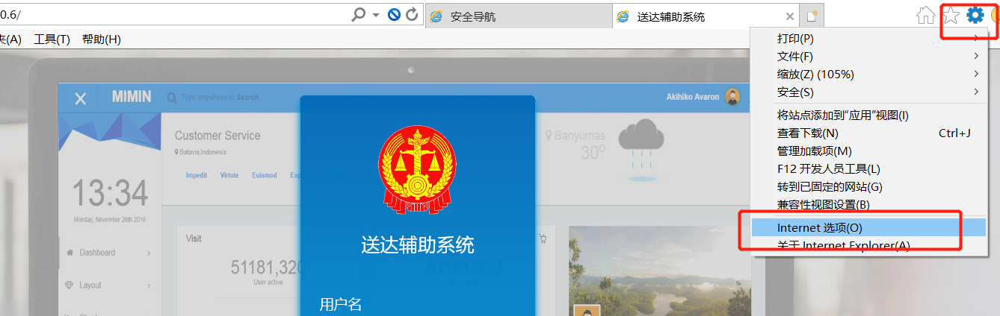 0.6/
安全导航
送达辅助系统
夹(A) 工具(T) 帮助(H)
打印(P)
文件(F)
缩放(Z) (105%)
安全(S)
将站点添加到“应用”视图(I)
查看下载(N) Ctrl+J
管理加载项(M)
F12 开发人员工具(L)
转到已固定的网站(G)
兼容性视图设置(B)
Internet 选项(O)
关于 Internet Explorer(A)
MIMIN
Type anywhere to Search
Akihiko Avaron
Customer Service
Batavia,Indonesia
Impedit Virtute Euismod
Banyumas
30°
13:34
Monday, November 26th 2018
Dashboard
Layout
Visit
51181,320
User active
51181,320
送达辅助系统
用户名